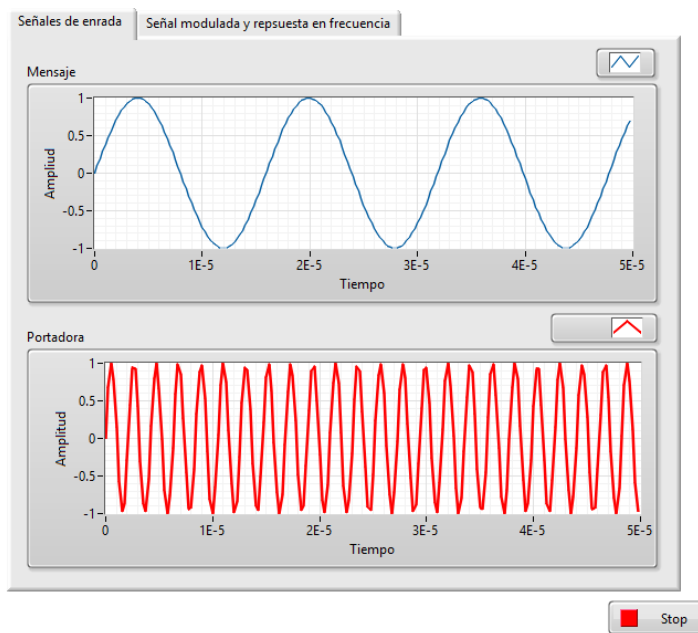 Señales de enrada
Señal modulada y repsuesta en frecuencia
Mensaje
Ampliud
1
0.5
0
-0.5
-1
0 1E-5 2E-5 3E-5 4E-5 5E-5
Tiempo
Portadora
Amplitud
1
0.5
0
-0.5
-1
0 1E-5 2E-5 3E-5 4E-5 5E-5
Tiempo
Stop